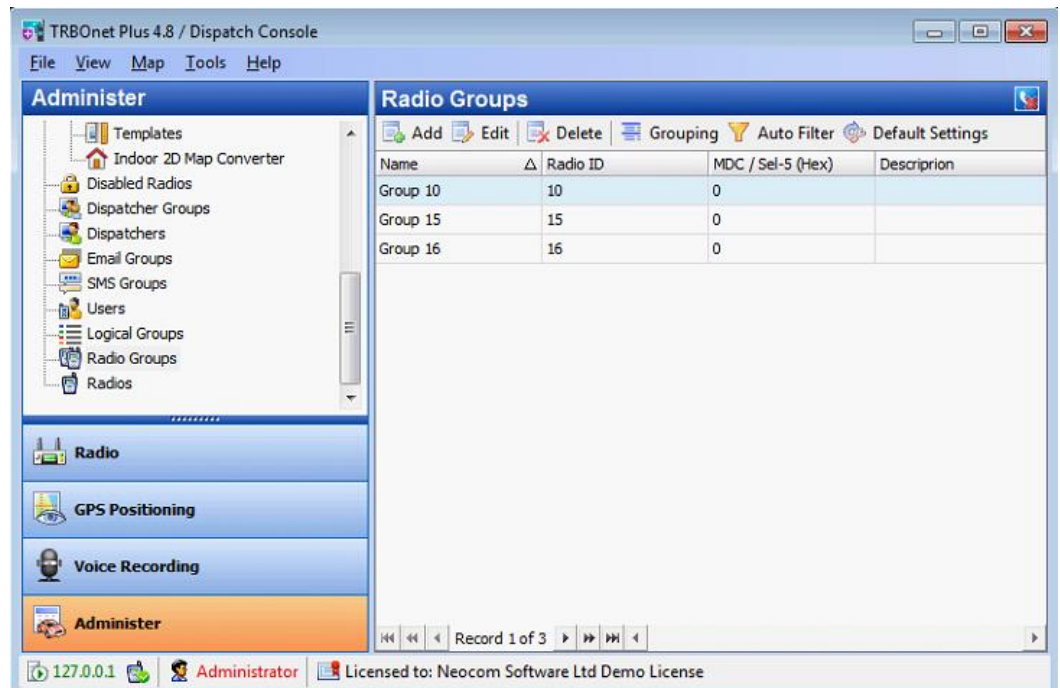 TRBOnet Plus 4.8 / Dispatch Console
File View Map Tools Help
Administer
Templates
Indoor 2D Map Converter
Disabled Radios
Dispatcher Groups
Dispatchers
Email Groups
SMS Groups
Users
Logical Groups
Radio Groups
Radios
Radio
GPS Positioning
Voice Recording
Administer
Radio Groups
Add Edit Delete Grouping Auto Filter Default Settings
Name Radio ID MDC / Sel-5 (Hex) Descriprion
Group 10 10 0
Group 15 15 0
Group 16 16 0
Record 1 of 3
127.0.0.1 Administrator Licensed to: Neocom Software Ltd Demo License